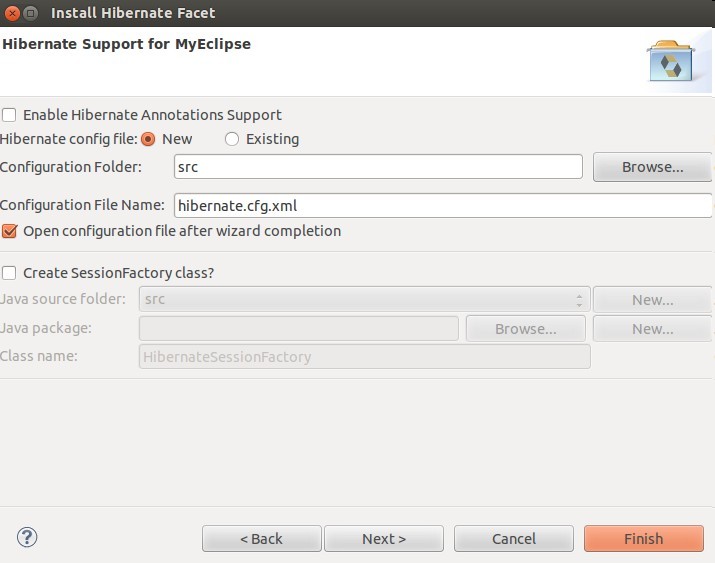 Install Hibernate Facet
Hibernate Support for MyEclipse
Enable Hibernate Annotations Support
Hibernate config file: New Existing
Configuration Folder: src Browse...
Configuration File Name: hibernate.cfg.xml
Open configuration file after wizard completion
Create SessionFactory class?
Java source folder: src New...
Java package: Browse... New...
Class name: HibernateSessionFactory
? < Back Next > Cancel Finish